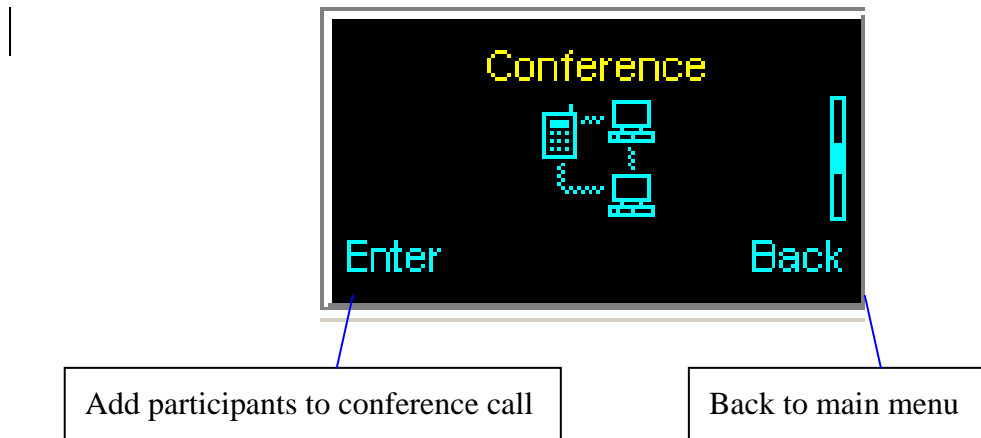 Conference
Enter
Back
Add participants to conference call
Back to main menu